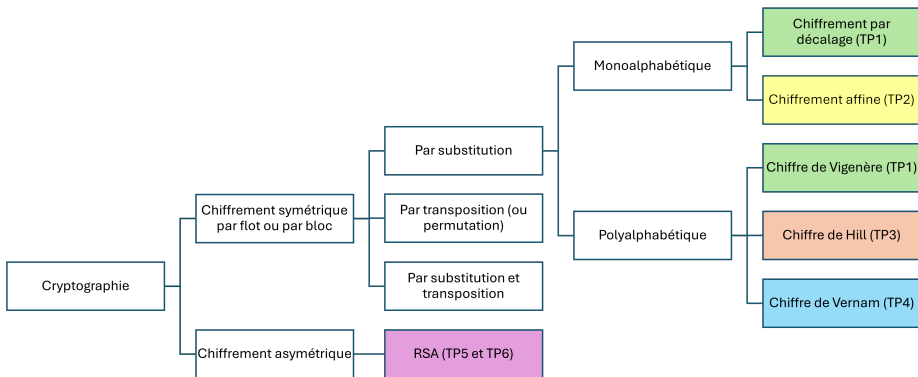 Cryptographie
Chiffrement symétrique
par flot ou par bloc
Par substitution
Monoalphabétique
Chiffrement par
décalage (TP1)
Chiffrement affine (TP2)
Polyalphabétique
Chiffre de Vigenère (TP1)
Chiffre de Hill (TP3)
Chiffre de Vernam (TP4)
Par transposition (ou
permutation)
Par substitution et
transposition
Chiffrement asymétrique
RSA (TP5 et TP6)